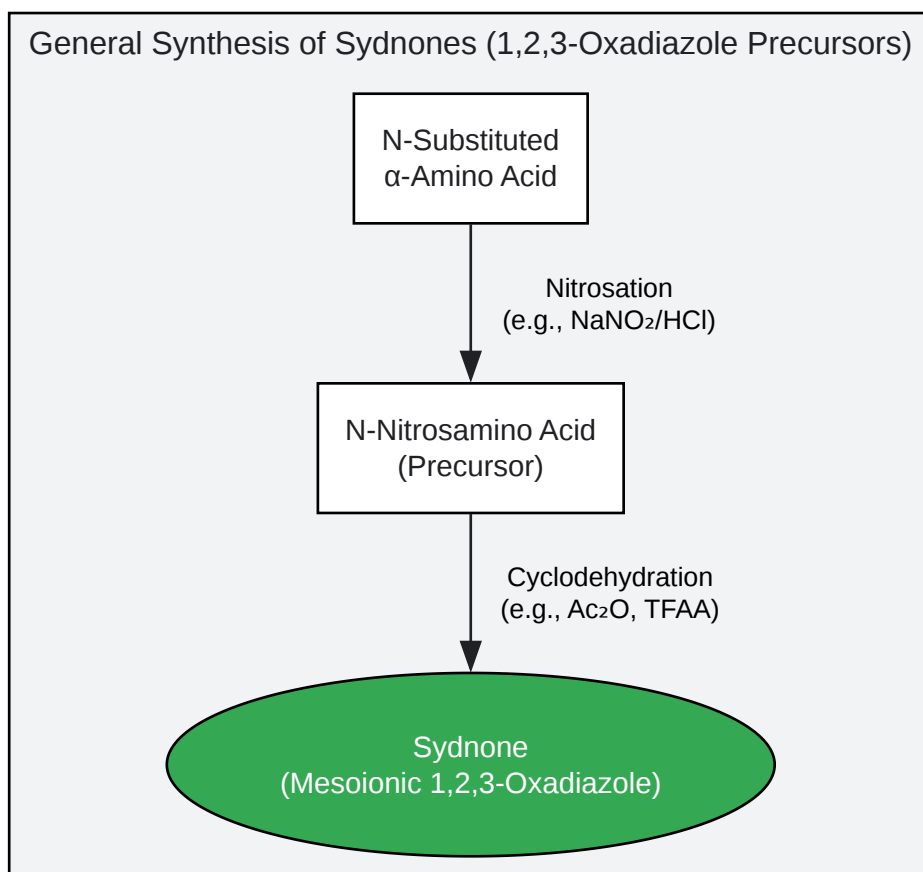 General Synthesis of Sydnones (1,2,3-Oxadiazole Precursors)
N-Substituted
α-Amino Acid
Nitrosation
(e.g., NaNO₂/HCl)
N-Nitrosamino Acid
(Precursor)
Cyclodehydration
(e.g., Ac₂O, TFAA)
Sydnone
(Mesoionic 1,2,3-Oxadiazole)